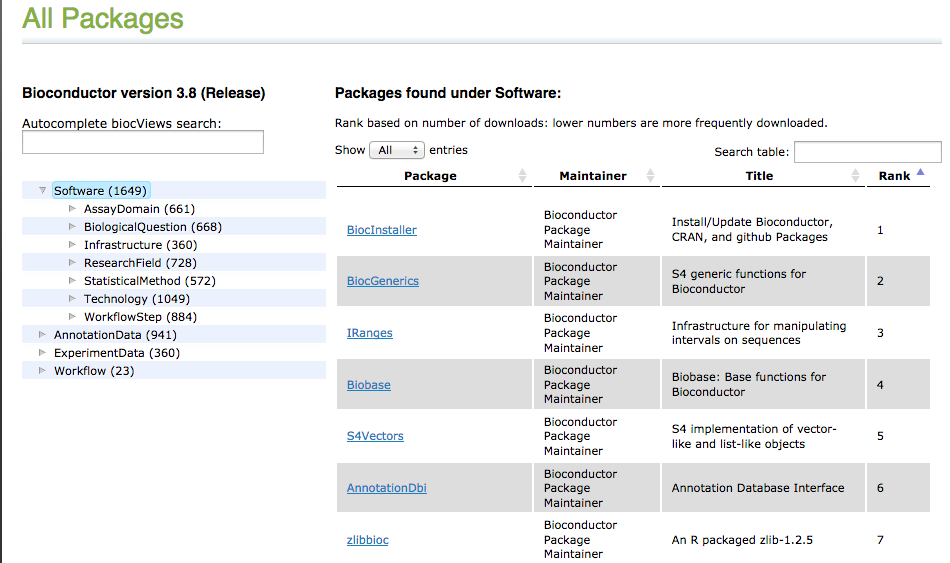 All Packages
Bioconductor version 3.8 (Release)
Autocomplete biocViews search:
Software (1649)
AssayDomain (661)
BiologicalQuestion (668)
Infrastructure (360)
ResearchField (728)
StatisticalMethod (572)
Technology (1049)
WorkflowStep (884)
AnnotationData (941)
ExperimentData (360)
Workflow (23)
Packages found under Software:
Rank based on number of downloads: lower numbers are more frequently downloaded.
Show All entries
Search table:
Package Maintainer Title Rank
BiocInstaller
Bioconductor
Package
Maintainer
Install/Update Bioconductor,
CRAN, and github Packages
1
BiocGenerics
Bioconductor
Package
Maintainer
S4 generic functions for
Bioconductor
2
IRanges
Bioconductor
Package
Maintainer
Infrastructure for manipulating
intervals on sequences
3
Biobase
Bioconductor
Package
Maintainer
Biobase: Base functions for
Bioconductor
4
S4Vectors
Bioconductor
Package
Maintainer
S4 implementation of vector-
like and list-like objects
5
AnnotationDbi
Bioconductor
Package
Maintainer
Annotation Database Interface
6
zlibbioc
Bioconductor
Package
Maintainer
An R packaged zlib-1.2.5
7